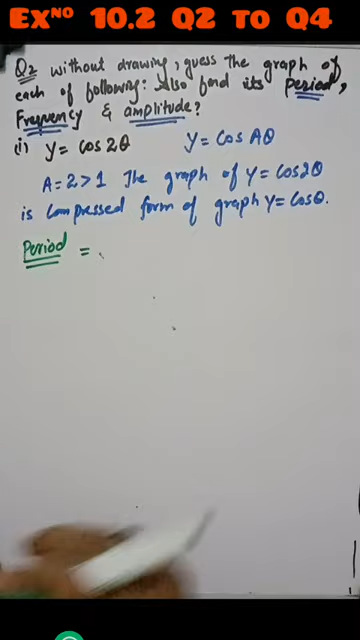 Exᴺᴼ 10.2 Q2 TO Q4
Q2 without drawing, guess the graph of
each of following: Also find its Period,
Frequency & amplitude?
(i) y = cos 2θ y = cos Aθ
A = 2 > 1 The graph of y = cos2θ
is compressed form of graph y = cosθ.
Period =